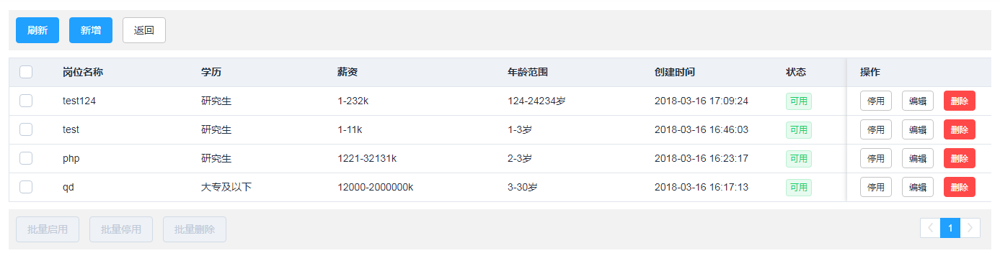 刷新 新增 返回
岗位名称 学历 薪资 年龄范围 创建时间 状态 操作
test124 研究生 1-232k 124-24234岁 2018-03-16 17:09:24 可用 停用 编辑 删除
test 研究生 1-11k 1-3岁 2018-03-16 16:46:03 可用 停用 编辑 删除
php 研究生 1221-32131k 2-3岁 2018-03-16 16:23:17 可用 停用 编辑 删除
qd 大专及以下 12000-2000000k 3-30岁 2018-03-16 16:17:13 可用 停用 编辑 删除
批量启用 批量停用 批量删除 1